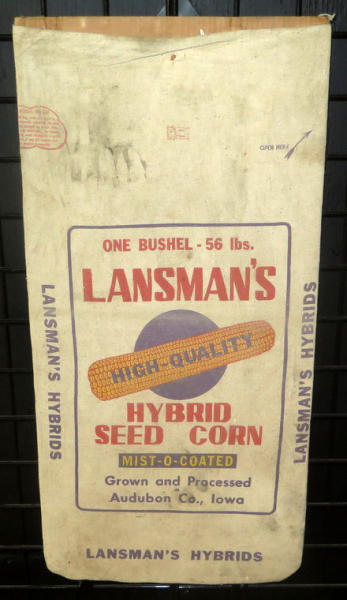 OPEN HERE
ONE BUSHEL - 56 lbs.
LANSMAN'S
HIGH-QUALITY
HYBRID
SEED CORN
MIST-O-COATED
Grown and Processed
Audubon Co., Iowa
LANSMAN'S HYBRIDS
LANSMAN'S HYBRIDS
LANSMAN'S HYBRIDS